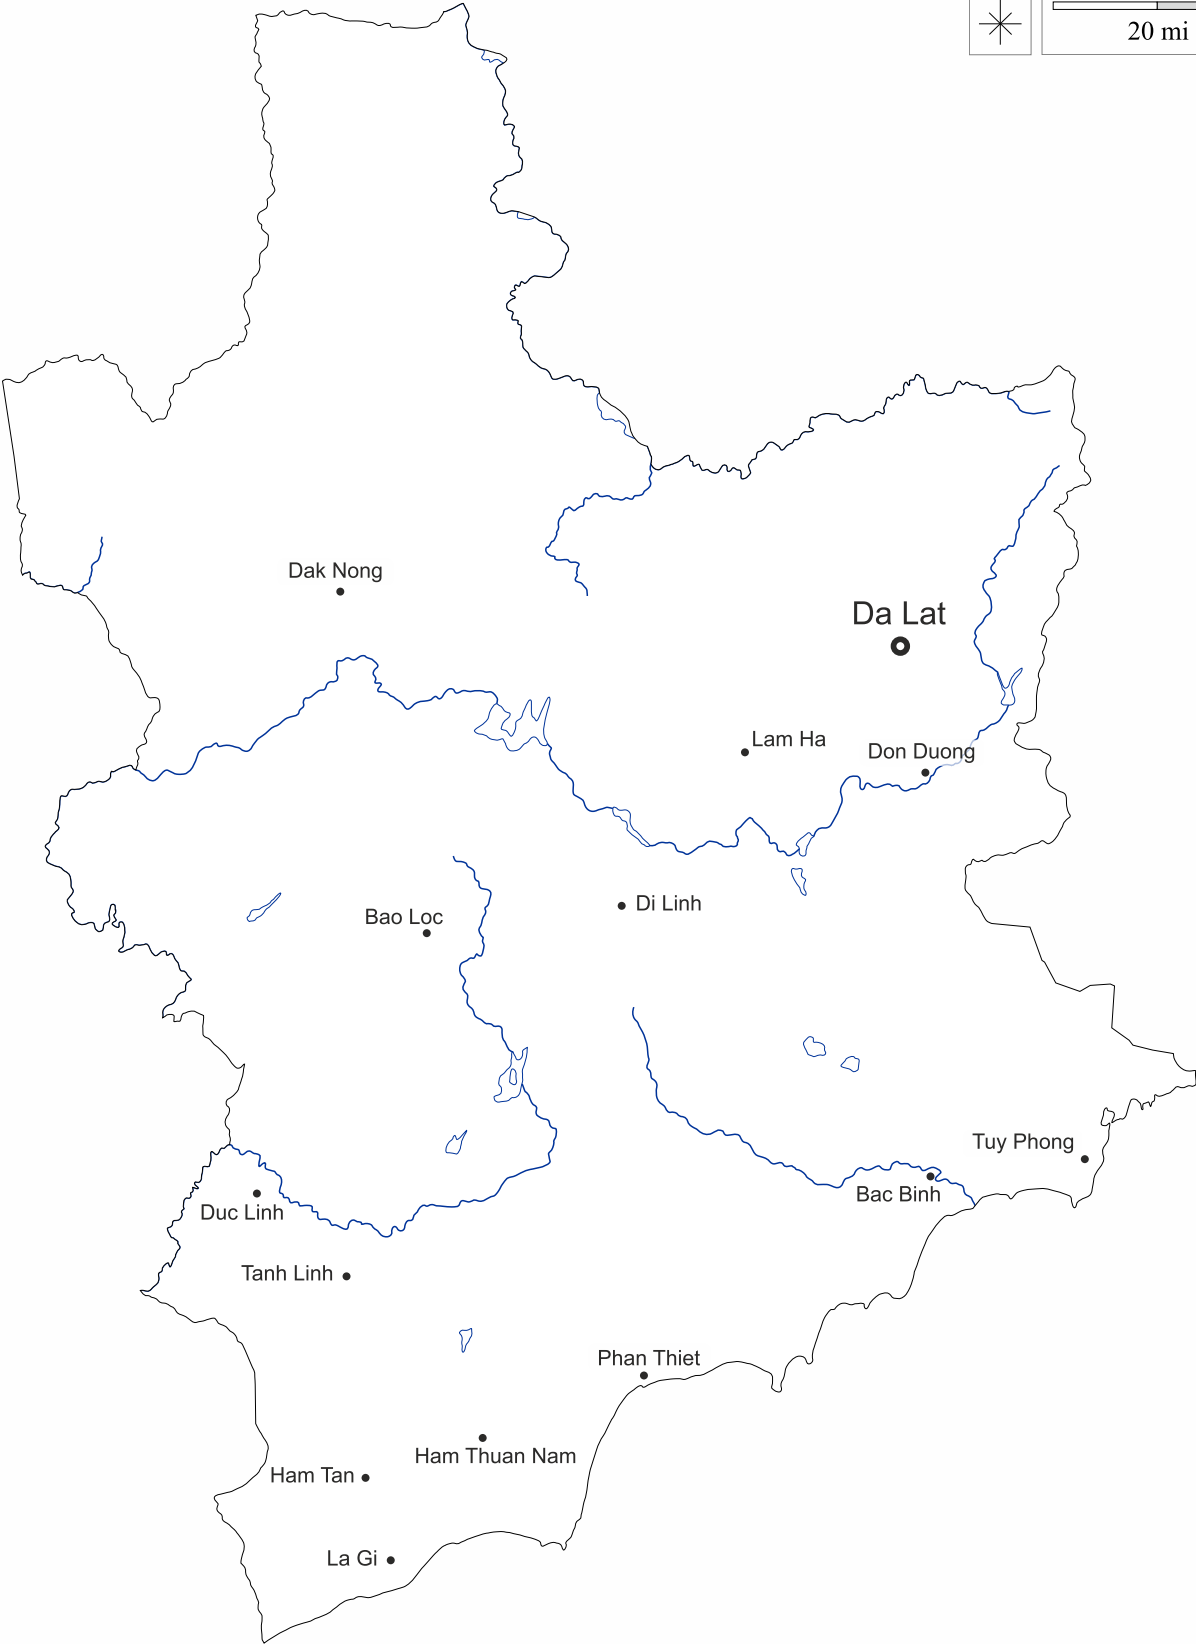 20 mi
Dak Nong
Da Lat
Lam Ha
Don Duong
Di Linh
Bao Loc
Tuy Phong
Bac Binh
Duc Linh
Tanh Linh
Phan Thiet
Ham Thuan Nam
Ham Tan
La Gi